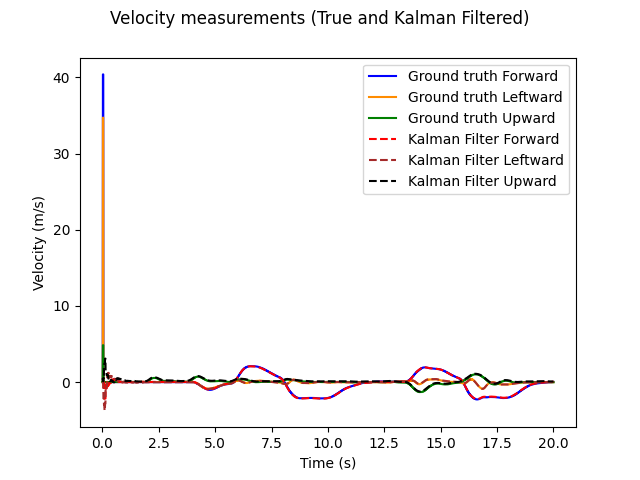 Velocity measurements (True and Kalman Filtered)
Ground truth Forward
Ground truth Leftward
Ground truth Upward
Kalman Filter Forward
Kalman Filter Leftward
Kalman Filter Upward
40
30
20
10
0
Velocity (m/s)
0.0 2.5 5.0 7.5 10.0 12.5 15.0 17.5 20.0
Time (s)